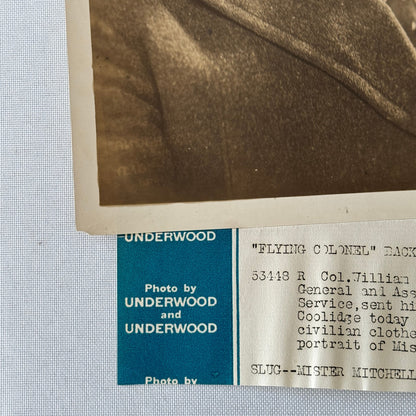 UNDERWOOD
Photo by
UNDERWOOD
and
UNDERWOOD
Photo by
"FLYING COLONEL" BACK
53448 R Col.Willian
General and Ass
Service,sent hi
Coolidge today
civilian clothe
portrait of Mis
SLUG--MISTER MITCHELL